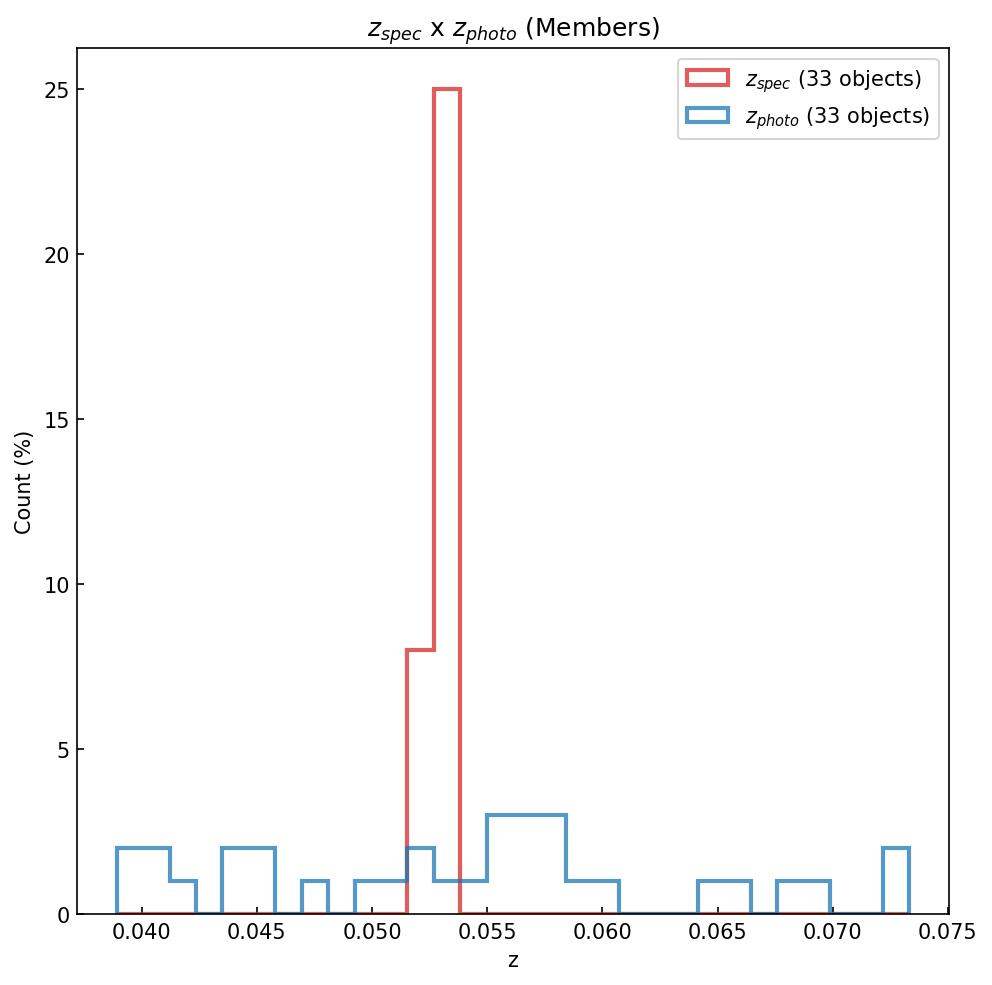 z_spec x z_photo (Members)
z_spec (33 objects)
z_photo (33 objects)
Count (%)
25
20
15
10
5
0
0.040 0.045 0.050 0.055 0.060 0.065 0.070 0.075
z